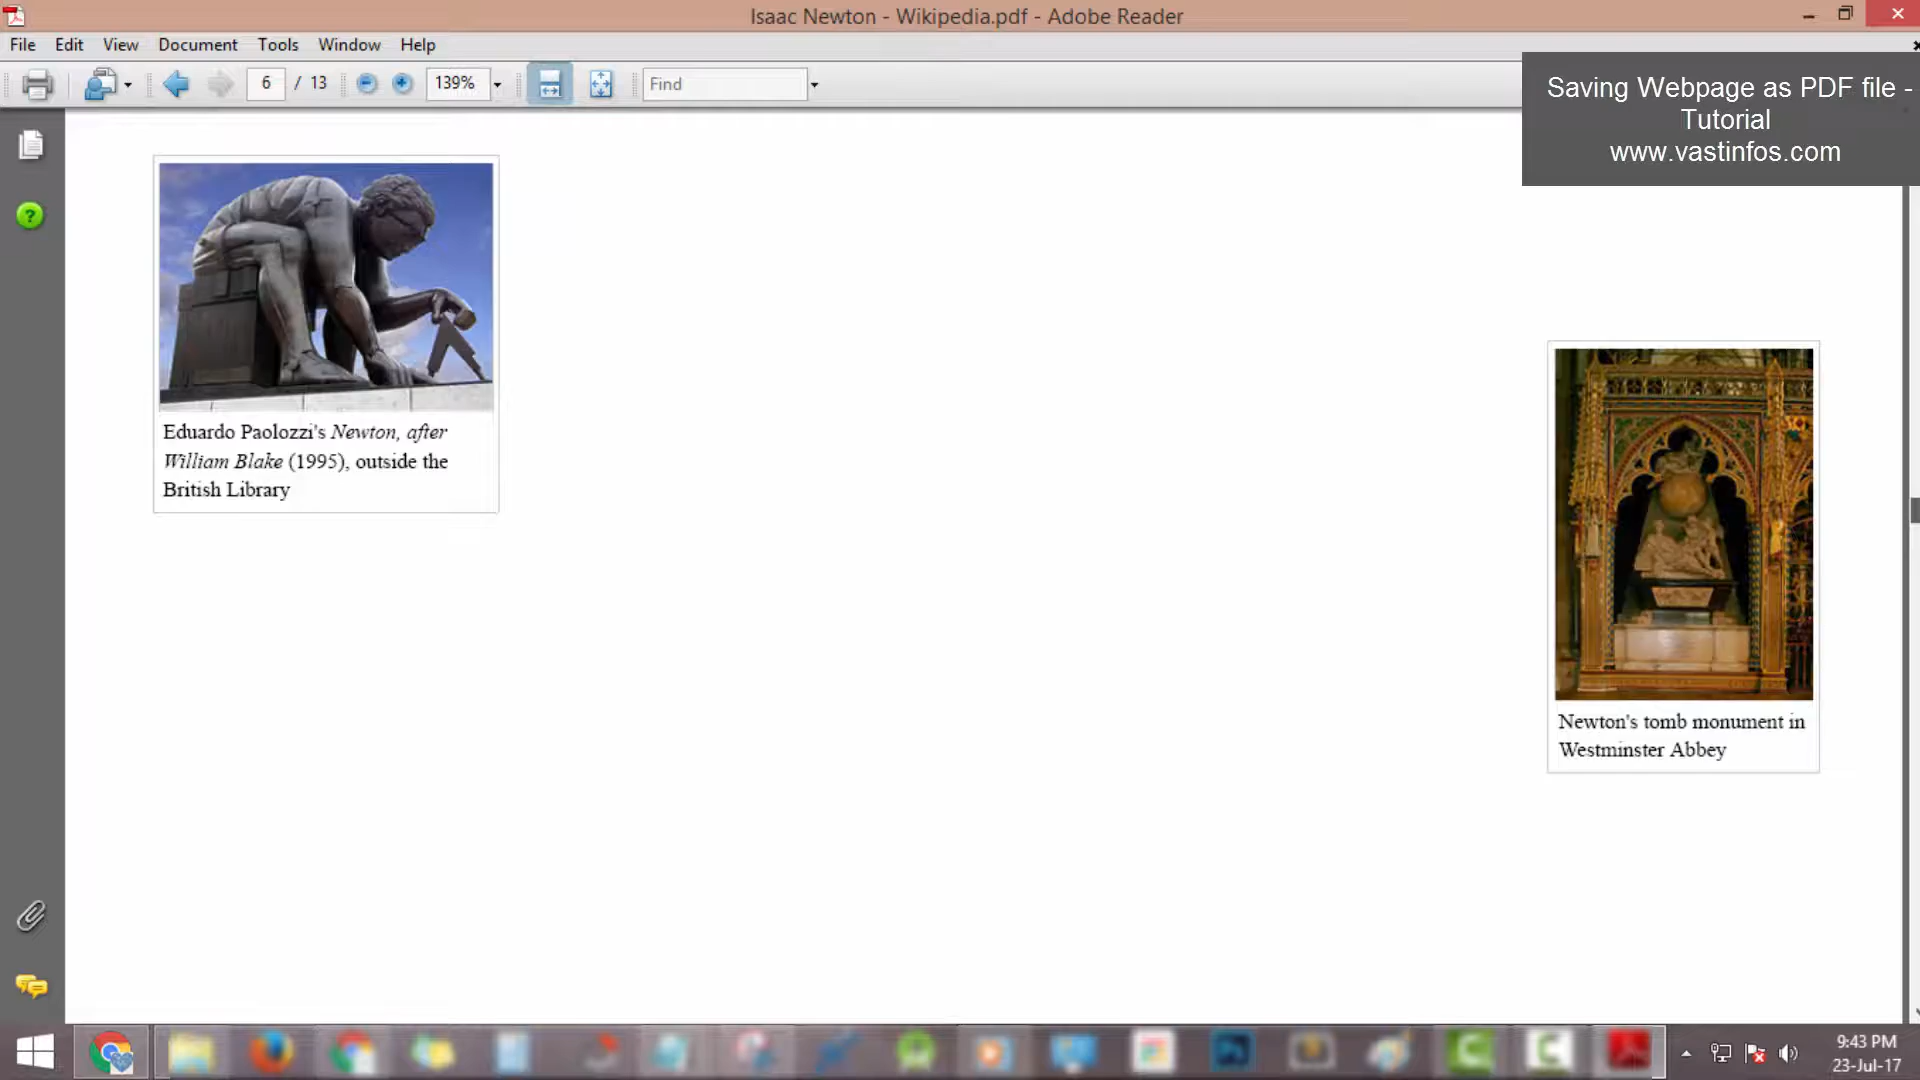 Isaac Newton - Wikipedia.pdf - Adobe Reader
File Edit View Document Tools Window Help
6 / 13 139% Find
Saving Webpage as PDF file -
Tutorial
www.vastinfos.com
Eduardo Paolozzi's Newton, after
William Blake (1995), outside the
British Library
Newton's tomb monument in
Westminster Abbey
9:43 PM
23-Jul-17